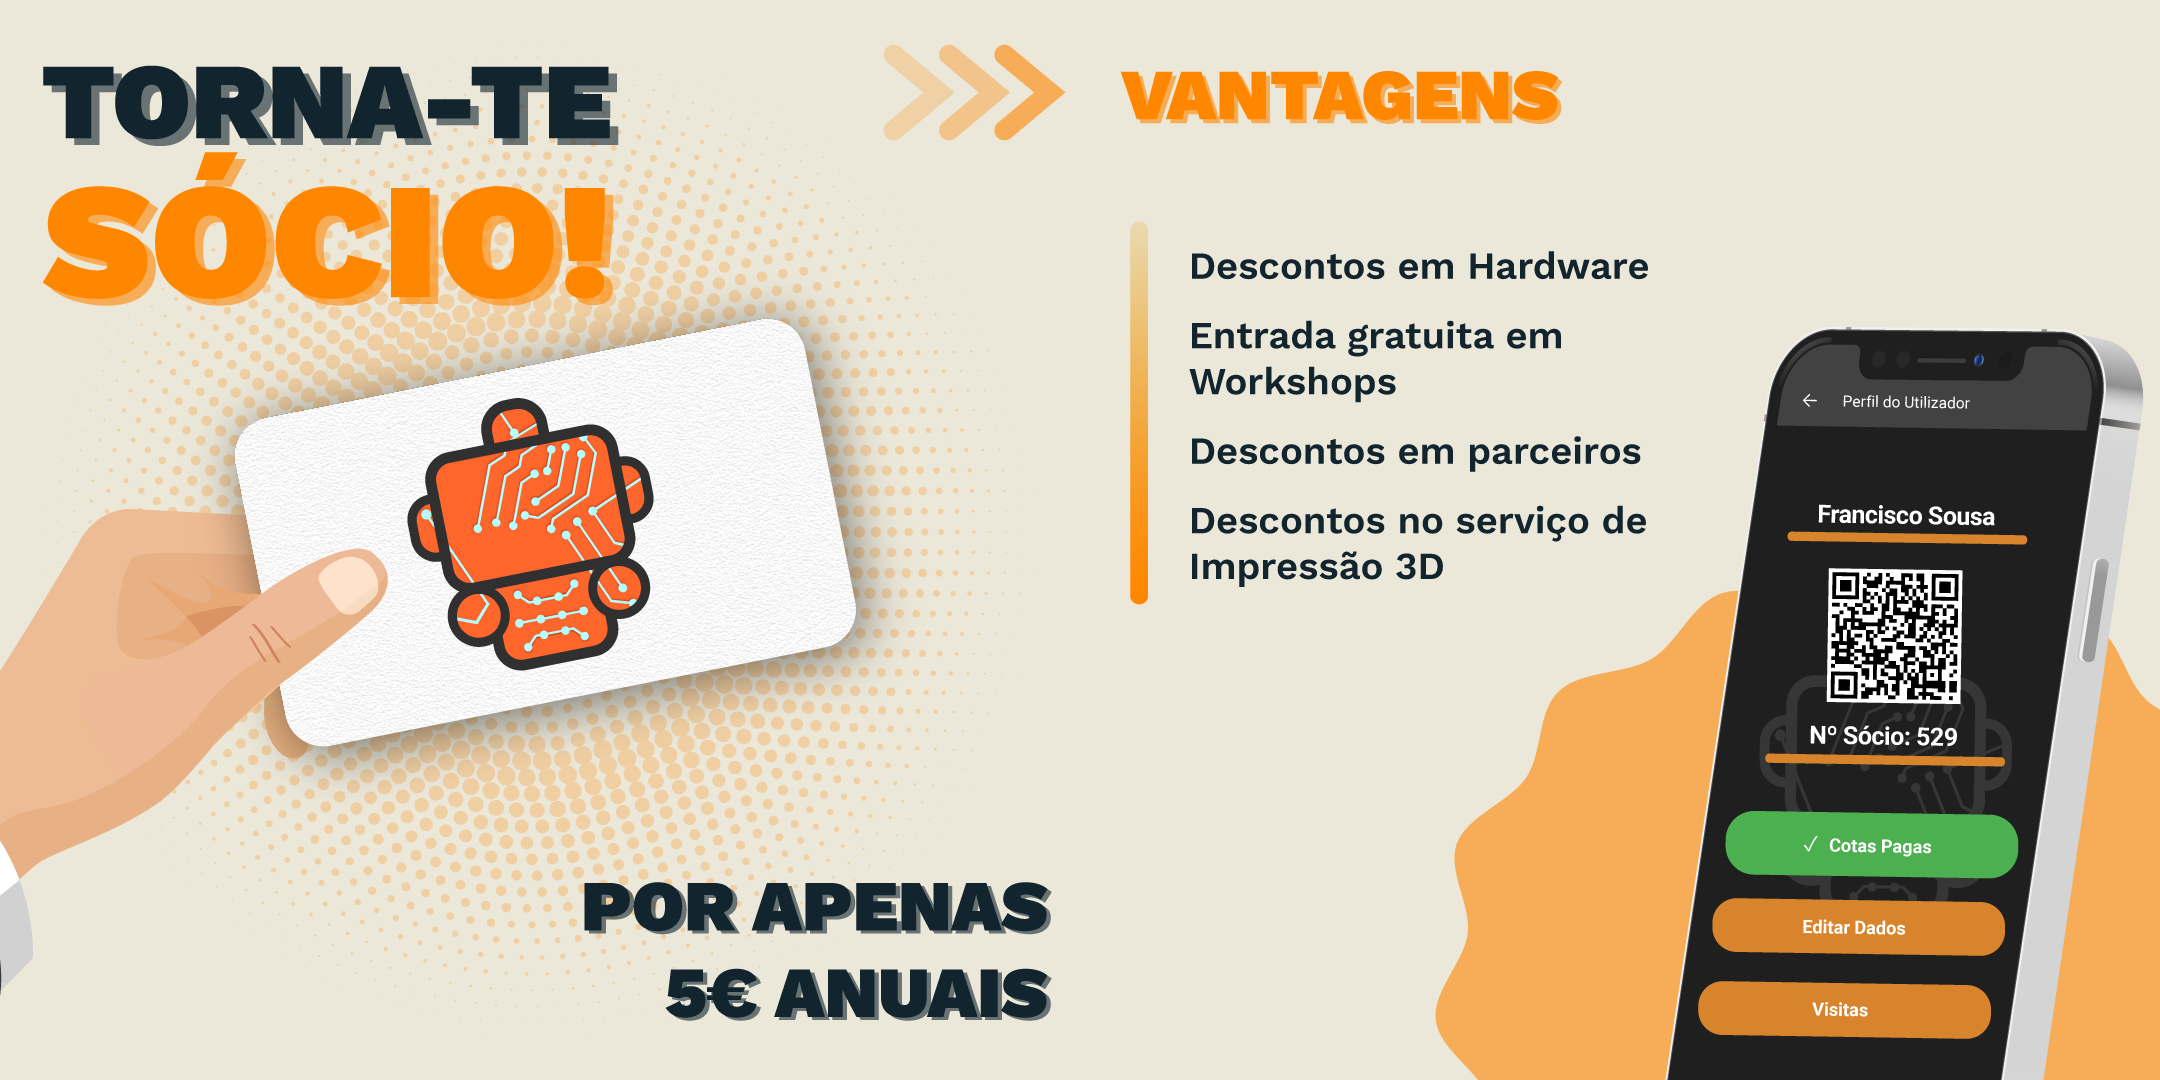 TORNA-TE
SÓCIO!
POR APENAS
5€ ANUAIS
VANTAGENS
Descontos em Hardware
Entrada gratuita em
Workshops
Descontos em parceiros
Descontos no serviço de
Impressão 3D
Perfil do Utilizador
Francisco Sousa
Nº Sócio: 529
Cotas Pagas
Editar Dados
Visitas